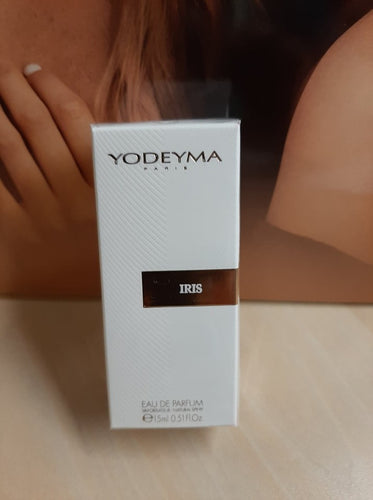 YODEYMA
PARIS
IRIS
EAU DE PARFUM
VAPORISATEUR NATURAL SPRAY
℮15ml 0.51fl.Oz.